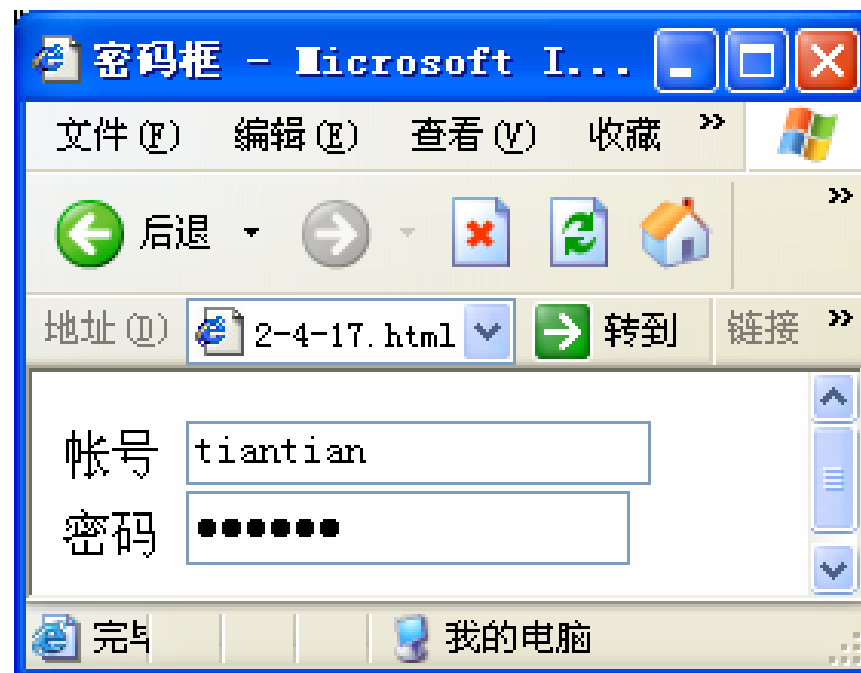 密码框 - Microsoft I...
文件(F) 编辑(E) 查看(V) 收藏 »
后退 »
地址(D) 2-4-17.html 转到 链接 »
帐号 tiantian
密码 ●●●●●●
我的电脑